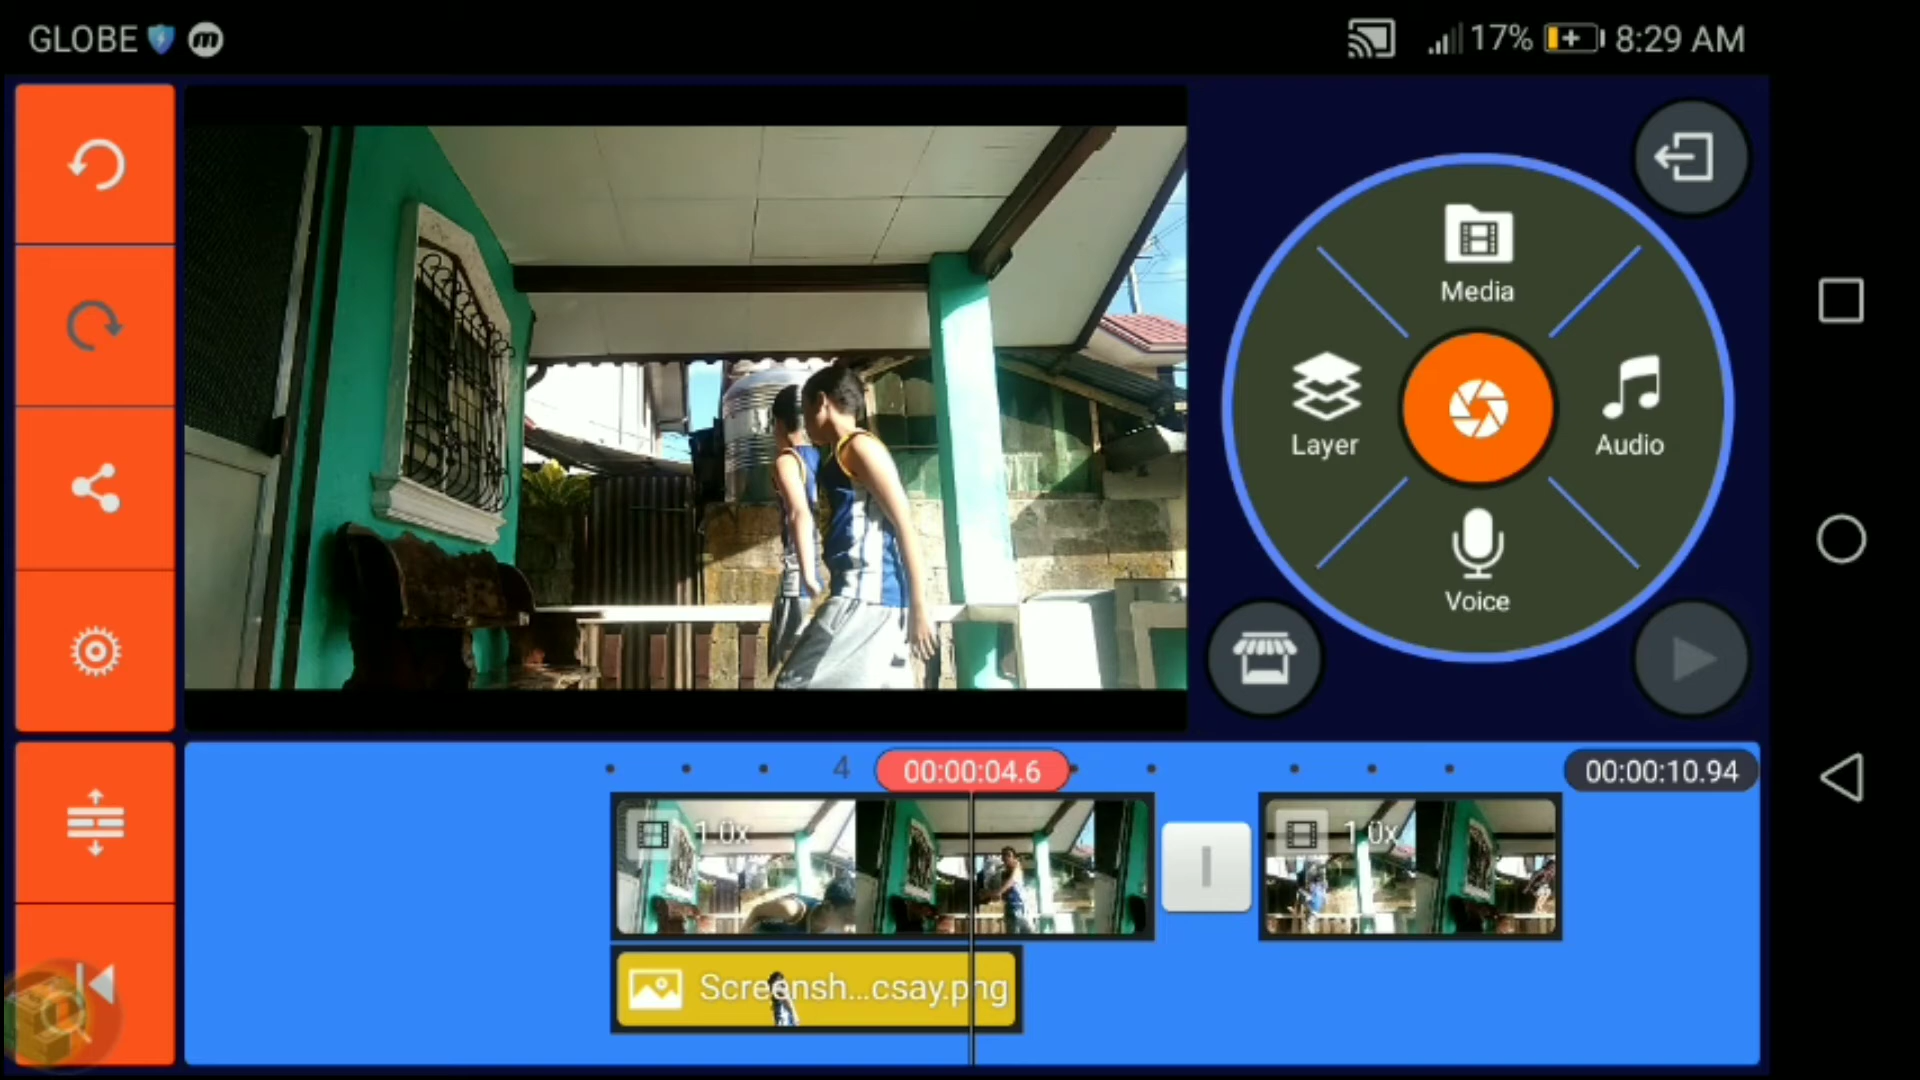 GLOBE
17%
8:29 AM
Media
Layer
Audio
Voice
4
00:00:04.6
00:00:10.94
1.0x
1.0x
Screensh...csay.png